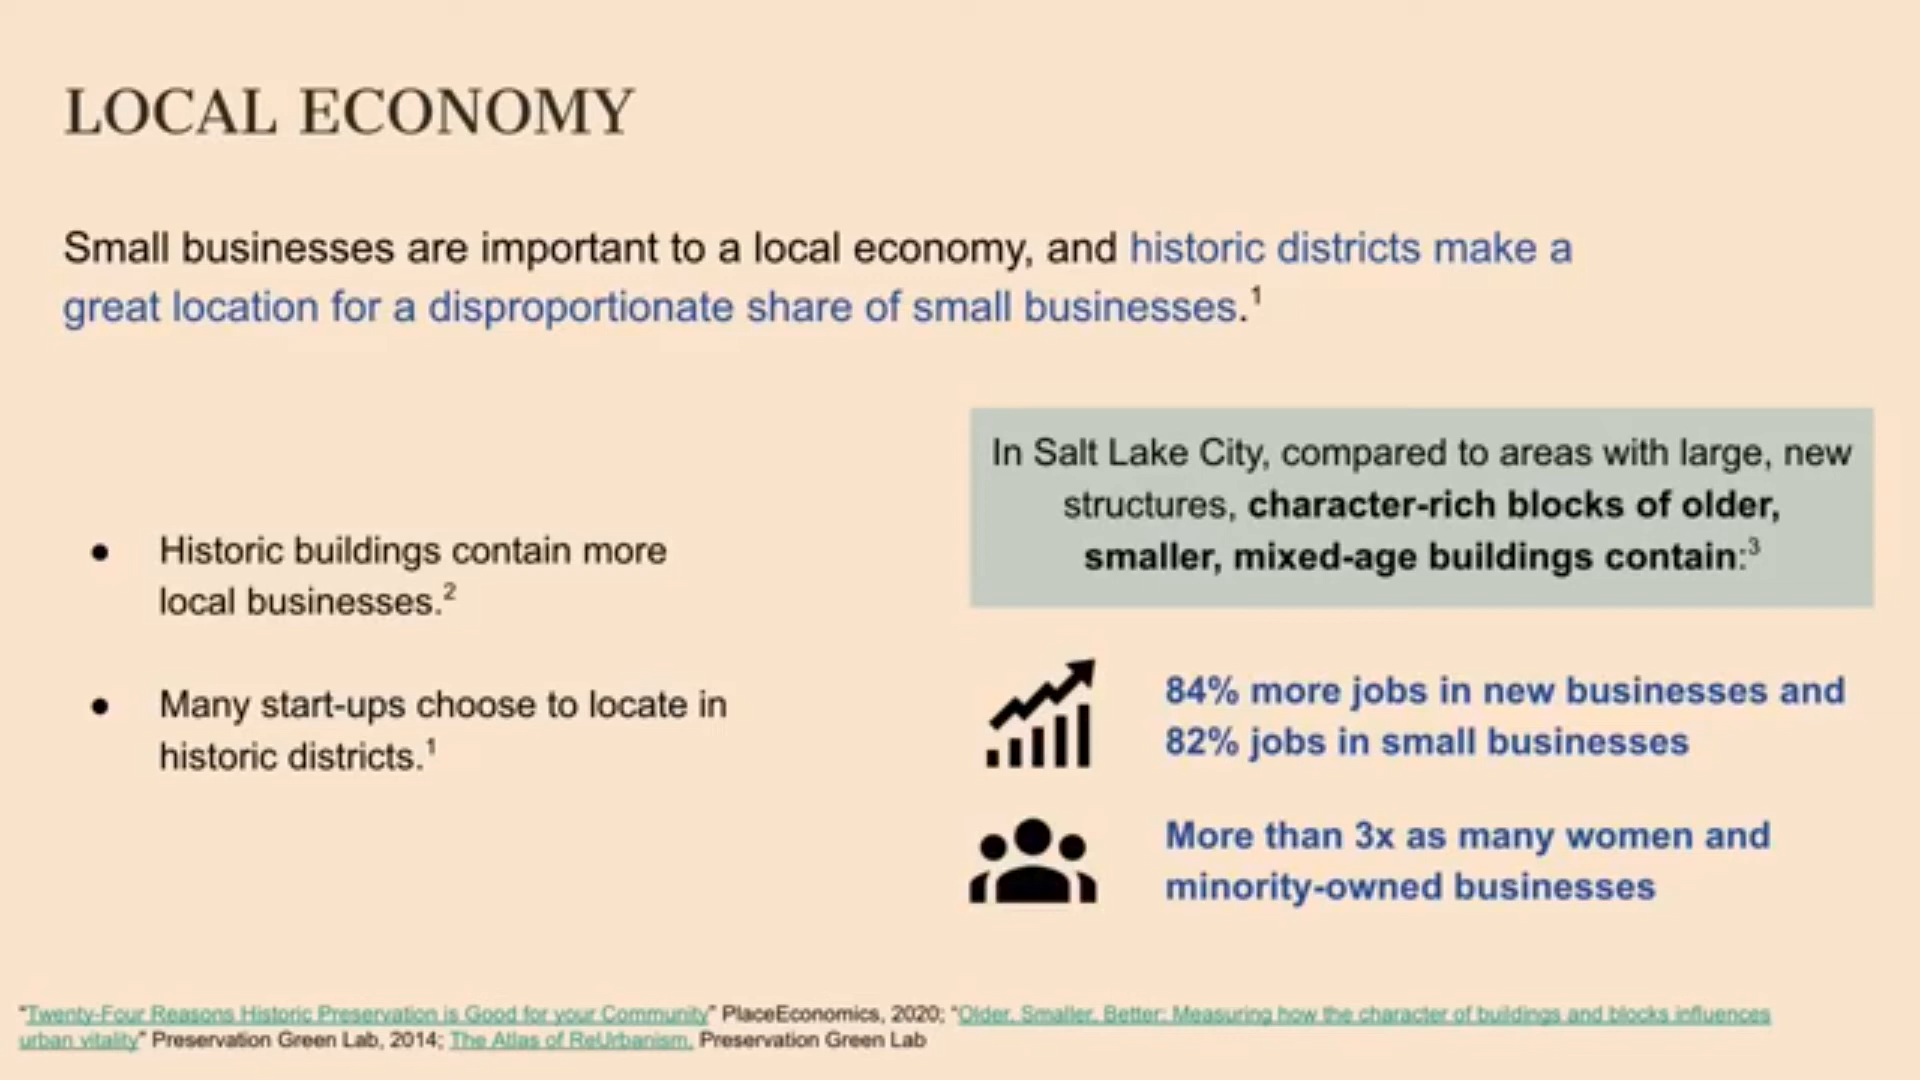 LOCAL ECONOMY
Small businesses are important to a local economy, and historic districts make a
great location for a disproportionate share of small businesses.¹
● Historic buildings contain more
local businesses.²
● Many start-ups choose to locate in
historic districts.¹
In Salt Lake City, compared to areas with large, new
structures, character-rich blocks of older,
smaller, mixed-age buildings contain:³
84% more jobs in new businesses and
82% jobs in small businesses
More than 3x as many women and
minority-owned businesses
"Twenty-Four Reasons Historic Preservation is Good for your Community" PlaceEconomics, 2020; "Older, Smaller, Better: Measuring how the character of buildings and blocks influences
urban vitality" Preservation Green Lab, 2014; The Atlas of ReUrbanism, Preservation Green Lab